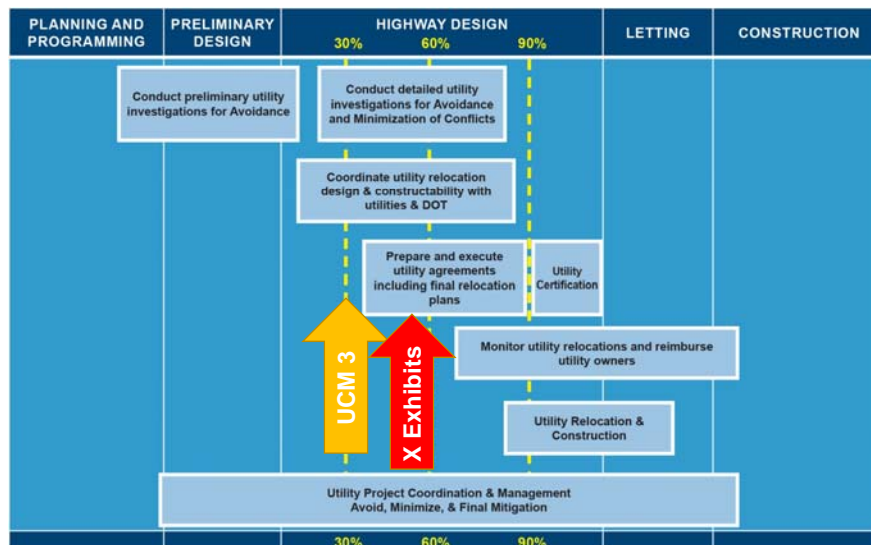 PLANNING AND
PROGRAMMING
PRELIMINARY
DESIGN
HIGHWAY DESIGN
30% 60% 90%
LETTING
CONSTRUCTION
Conduct preliminary utility
investigations for Avoidance
Conduct detailed utility
investigations for Avoidance
and Minimization of Conflicts
Coordinate utility relocation
design & constructability with
utilities & DOT
Prepare and execute
utility agreements
including final relocation
plans
Utility
Certification
UCM 3
X Exhibits
Monitor utility relocations and reimburse
utility owners
Utility Relocation &
Construction
Utility Project Coordination & Management
Avoid, Minimize, & Final Mitigation
30% 60% 90%